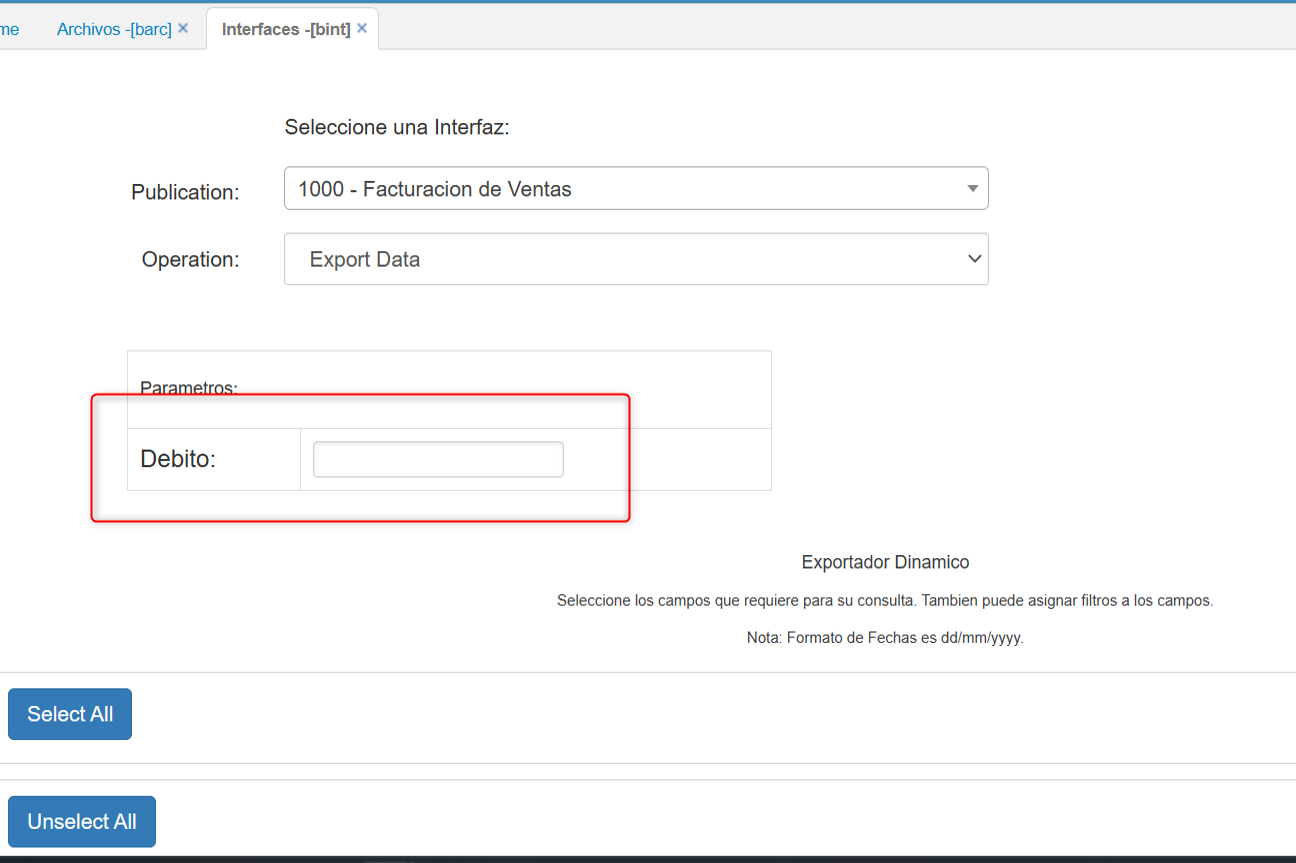 me Archivos -[barc] × Interfaces -[bint] ×
Seleccione una Interfaz:
Publication: 1000 - Facturacion de Ventas
Operation: Export Data
Parametros:
Debito:
Exportador Dinamico
Seleccione los campos que requiere para su consulta. Tambien puede asignar filtros a los campos.
Nota: Formato de Fechas es dd/mm/yyyy.
Select All
Unselect All